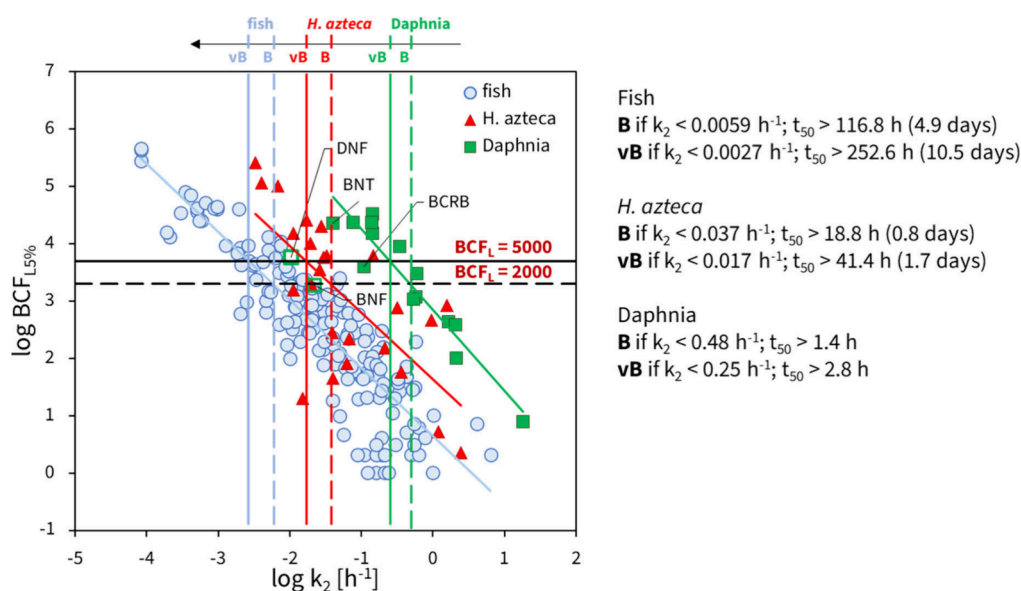 fish H. azteca Daphnia
vB B vB B vB B
7
6
5
4
3
2
1
0
-1
-5 -4 -3 -2 -1 0 1 2
log BCF_L5%
log k₂ [h⁻¹]
fish
H. azteca
Daphnia
DNF
BNT
BCRB
BNF
BCF_L = 5000
BCF_L = 2000
Fish
B if k₂ < 0.0059 h⁻¹; t₅₀ > 116.8 h (4.9 days)
vB if k₂ < 0.0027 h⁻¹; t₅₀ > 252.6 h (10.5 days)
H. azteca
B if k₂ < 0.037 h⁻¹; t₅₀ > 18.8 h (0.8 days)
vB if k₂ < 0.017 h⁻¹; t₅₀ > 41.4 h (1.7 days)
Daphnia
B if k₂ < 0.48 h⁻¹; t₅₀ > 1.4 h
vB if k₂ < 0.25 h⁻¹; t₅₀ > 2.8 h